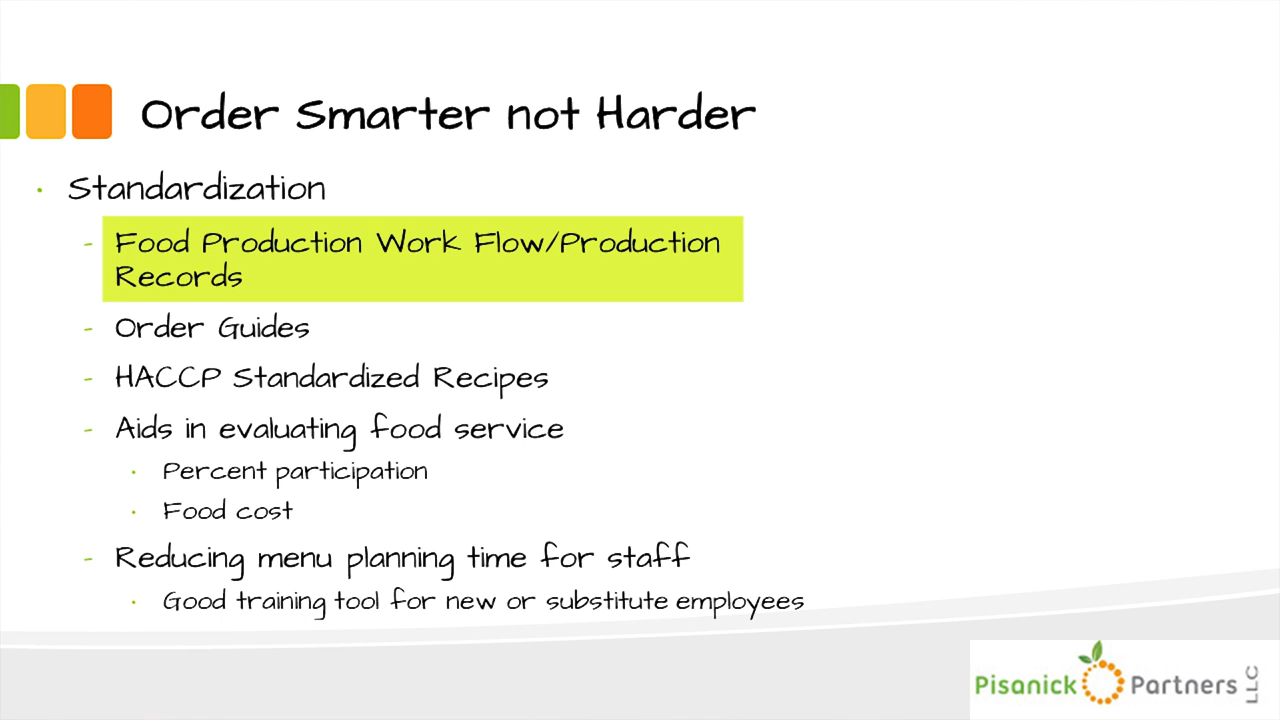 Order Smarter not Harder
• Standardization
- Food Production Work Flow/Production
Records
- Order Guides
- HACCP Standardized Recipes
- Aids in evaluating food service
• Percent participation
• Food cost
- Reducing menu planning time for staff
• Good training tool for new or substitute employees
Pisanick Partners LLC